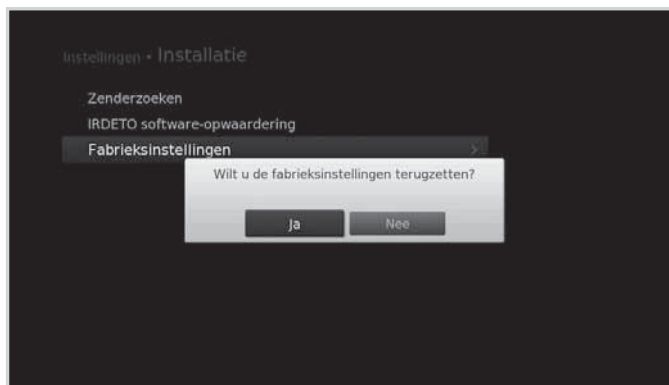 Instellingen • Installatie
Zenderzoeken
IRDETO software-opwaardering
Fabrieksinstellingen
Wilt u de fabrieksinstellingen terugzetten?
Ja Nee